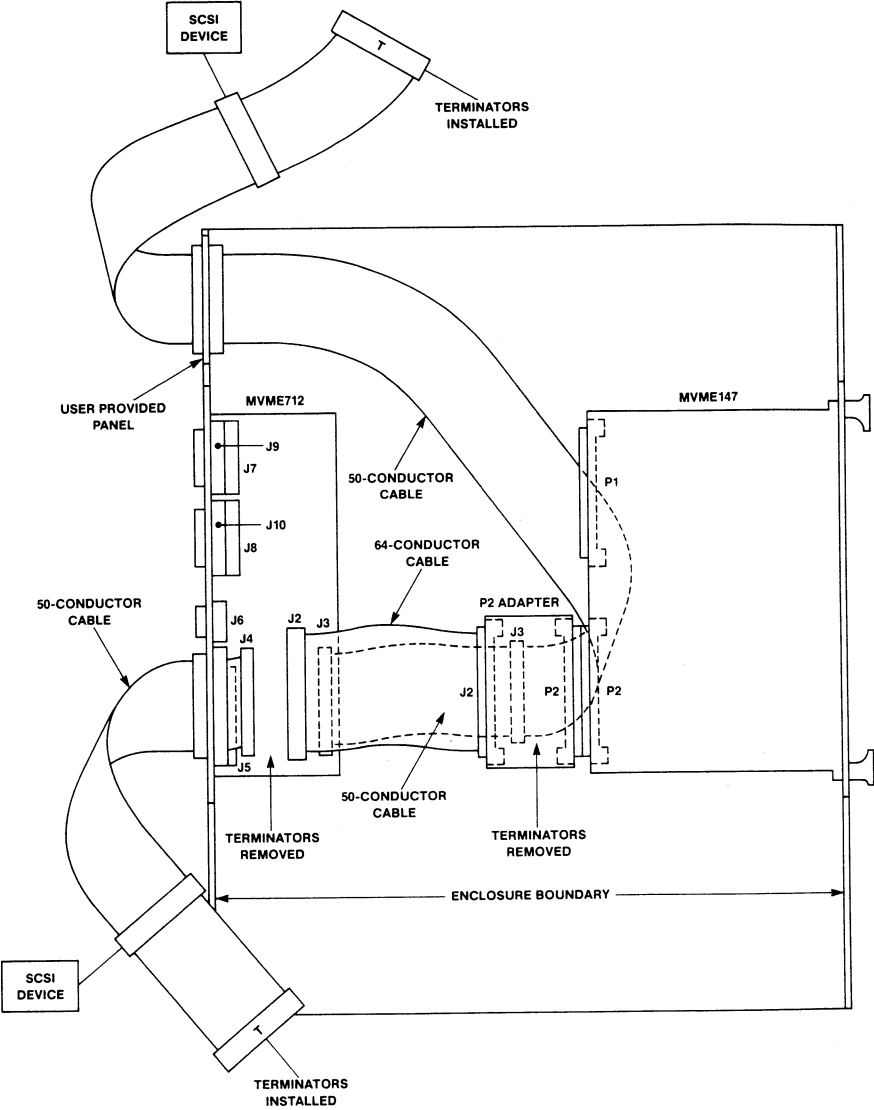 SCSI
DEVICE
T
TERMINATORS
INSTALLED
USER PROVIDED
PANEL
MVME712
MVME147
J9
J7
50-CONDUCTOR
CABLE
P1
J10
J8
64-CONDUCTOR
CABLE
50-CONDUCTOR
CABLE
P2 ADAPTER
J6
J2
J3
J3
J4
J2
P2
P2
J5
50-CONDUCTOR
CABLE
TERMINATORS
REMOVED
TERMINATORS
REMOVED
ENCLOSURE BOUNDARY
SCSI
DEVICE
T
TERMINATORS
INSTALLED